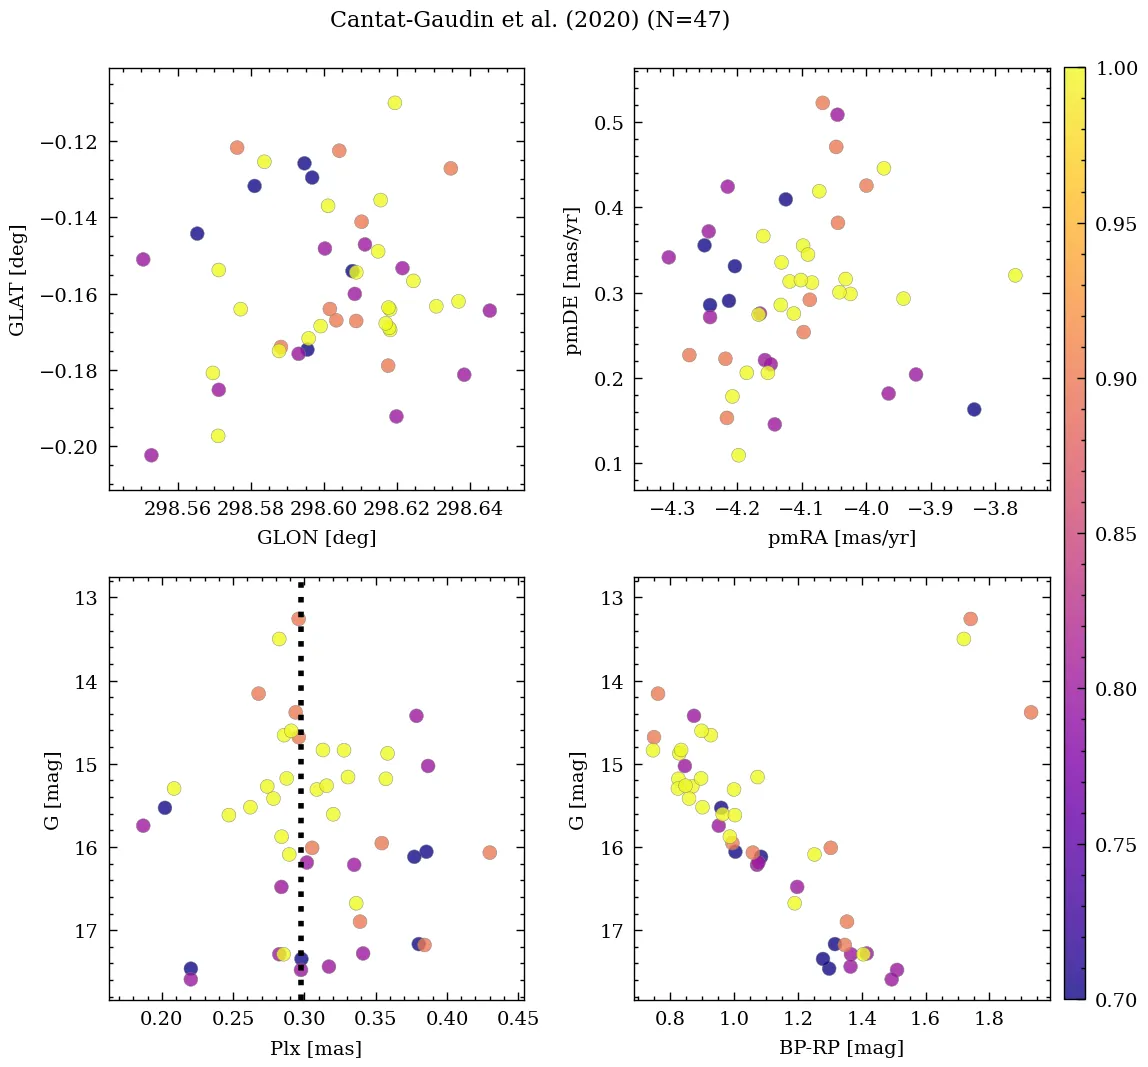 Cantat-Gaudin et al. (2020) (N=47)
−0.12
−0.14
−0.16
−0.18
−0.20
GLAT [deg]
298.56 298.58 298.60 298.62 298.64
GLON [deg]
0.5
0.4
0.3
0.2
0.1
pmDE [mas/yr]
−4.3 −4.2 −4.1 −4.0 −3.9 −3.8
pmRA [mas/yr]
13
14
15
16
17
G [mag]
0.20 0.25 0.30 0.35 0.40 0.45
Plx [mas]
13
14
15
16
17
G [mag]
0.8 1.0 1.2 1.4 1.6 1.8
BP-RP [mag]
1.00
0.95
0.90
0.85
0.80
0.75
0.70